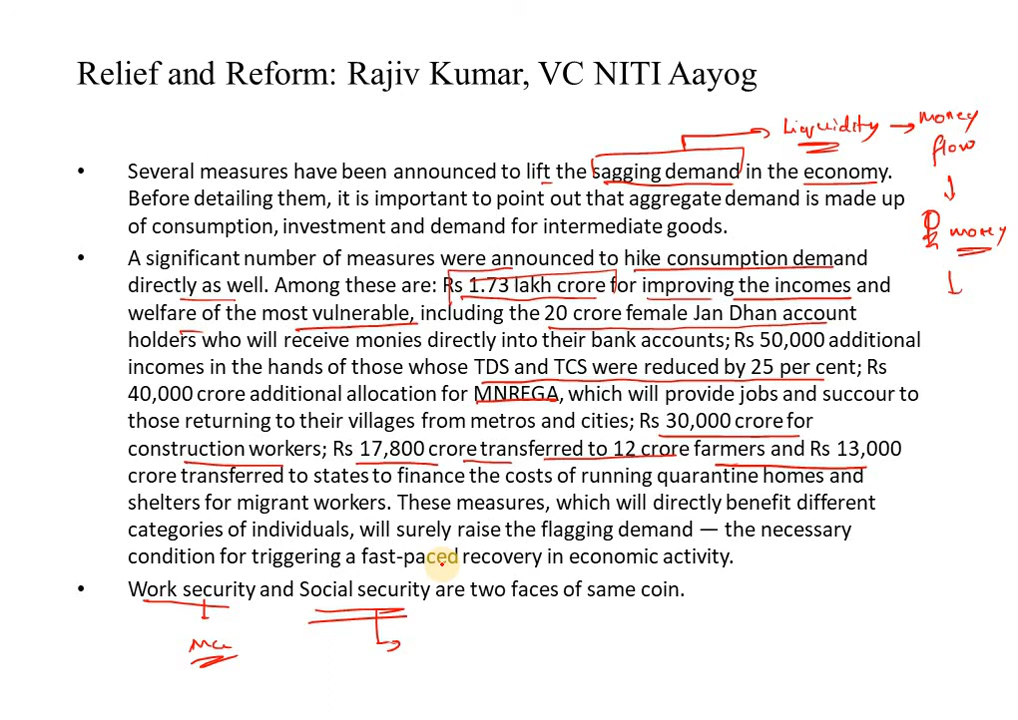 Relief and Reform: Rajiv Kumar, VC NITI Aayog
Liquidity → money
flow
money
• Several measures have been announced to lift the sagging demand in the economy.
Before detailing them, it is important to point out that aggregate demand is made up
of consumption, investment and demand for intermediate goods.
• A significant number of measures were announced to hike consumption demand
directly as well. Among these are: Rs 1.73 lakh crore for improving the incomes and
welfare of the most vulnerable, including the 20 crore female Jan Dhan account
holders who will receive monies directly into their bank accounts; Rs 50,000 additional
incomes in the hands of those whose TDS and TCS were reduced by 25 per cent; Rs
40,000 crore additional allocation for MNREGA, which will provide jobs and succour to
those returning to their villages from metros and cities; Rs 30,000 crore for
construction workers; Rs 17,800 crore transferred to 12 crore farmers and Rs 13,000
crore transferred to states to finance the costs of running quarantine homes and
shelters for migrant workers. These measures, which will directly benefit different
categories of individuals, will surely raise the flagging demand — the necessary
condition for triggering a fast-paced recovery in economic activity.
• Work security and Social security are two faces of same coin.